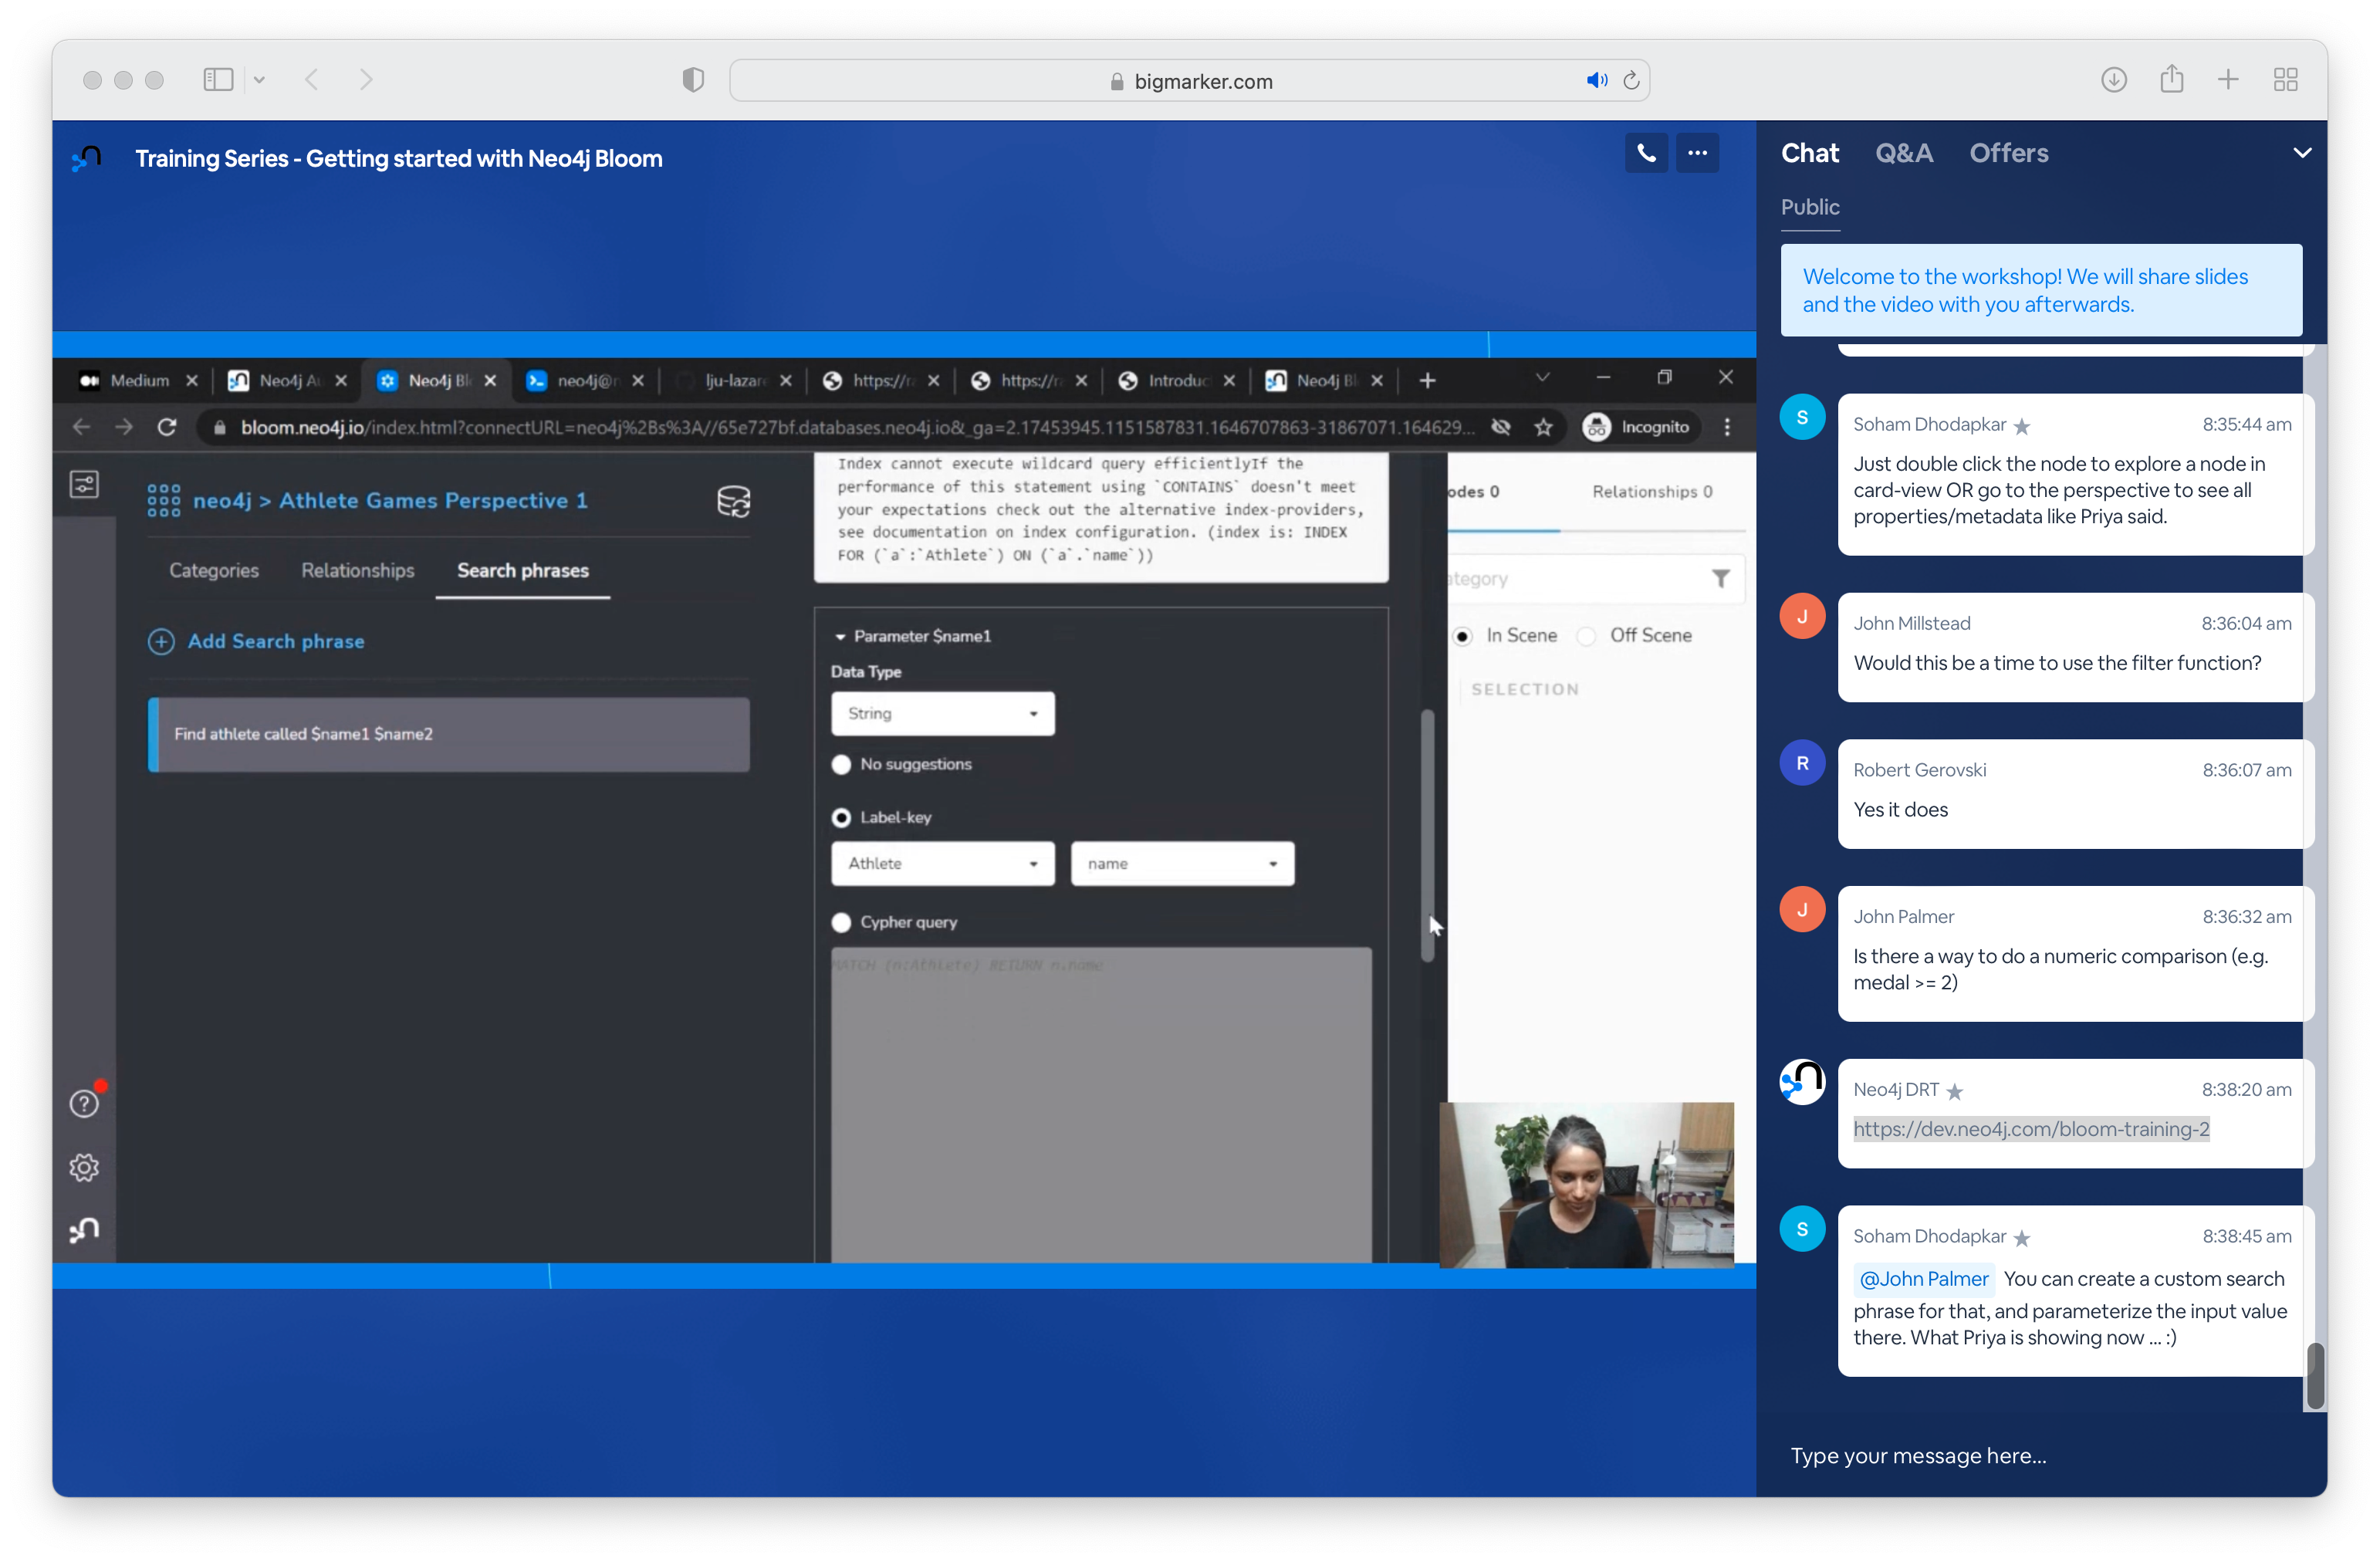 bigmarker.com
Training Series - Getting started with Neo4j Bloom
Medium
Neo4j Au
Neo4j Bl
neo4j@n
lju-lazar
https://ra
https://ra
Introduc
Neo4j Bl
bloom.neo4j.io/index.html?connectURL=neo4j%2Bs%3A//65e727bf.databases.neo4j.io&_ga=2.17453945.1151587831.1646707863-31867071.164629...
Incognito
neo4j > Athlete Games Perspective 1
Categories
Relationships
Search phrases
Add Search phrase
Find athlete called $name1 $name2
Index cannot execute wildcard query efficientlyIf the
performance of this statement using `CONTAINS` doesn't meet
your expectations check out the alternative index-providers,
see documentation on index configuration. (index is: INDEX
FOR (`a`:`Athlete`) ON (`a`.`name`))
Parameter $name1
Data Type
String
No suggestions
Label-key
Athlete
name
Cypher query
MATCH (n:Athlete) RETURN n.name
odes 0
Relationships 0
ategory
In Scene
Off Scene
SELECTION
Chat
Q&A
Offers
Public
Welcome to the workshop! We will share slides
and the video with you afterwards.
S
Soham Dhodapkar ★
8:35:44 am
Just double click the node to explore a node in
card-view OR go to the perspective to see all
properties/metadata like Priya said.
J
John Millstead
8:36:04 am
Would this be a time to use the filter function?
R
Robert Gerovski
8:36:07 am
Yes it does
J
John Palmer
8:36:32 am
Is there a way to do a numeric comparison (e.g.
medal >= 2)
Neo4j DRT ★
8:38:20 am
https://dev.neo4j.com/bloom-training-2
S
Soham Dhodapkar ★
8:38:45 am
@John Palmer You can create a custom search
phrase for that, and parameterize the input value
there. What Priya is showing now ... :)
Type your message here...